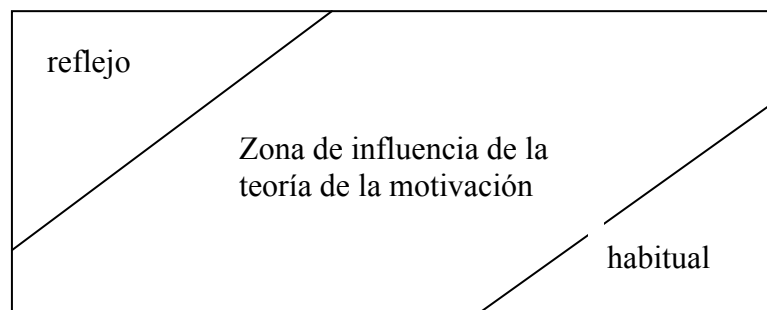 reflejo
Zona de influencia de la
teoría de la motivación
habitual